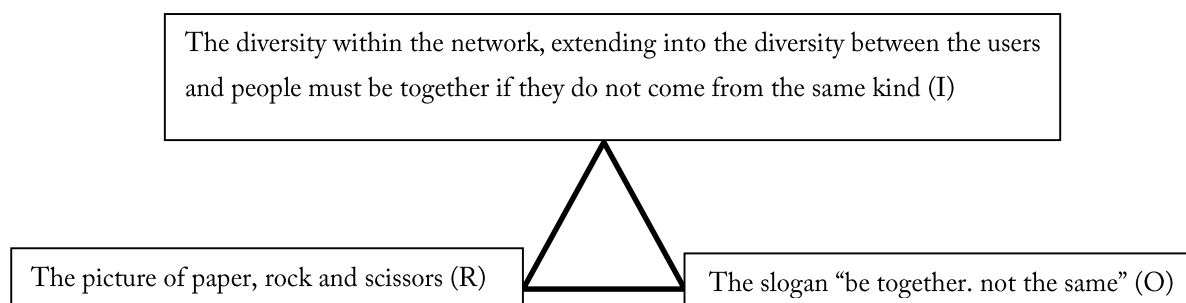 The diversity within the network, extending into the diversity between the users
and people must be together if they do not come from the same kind (I)
The picture of paper, rock and scissors (R)
The slogan “be together. not the same” (O)